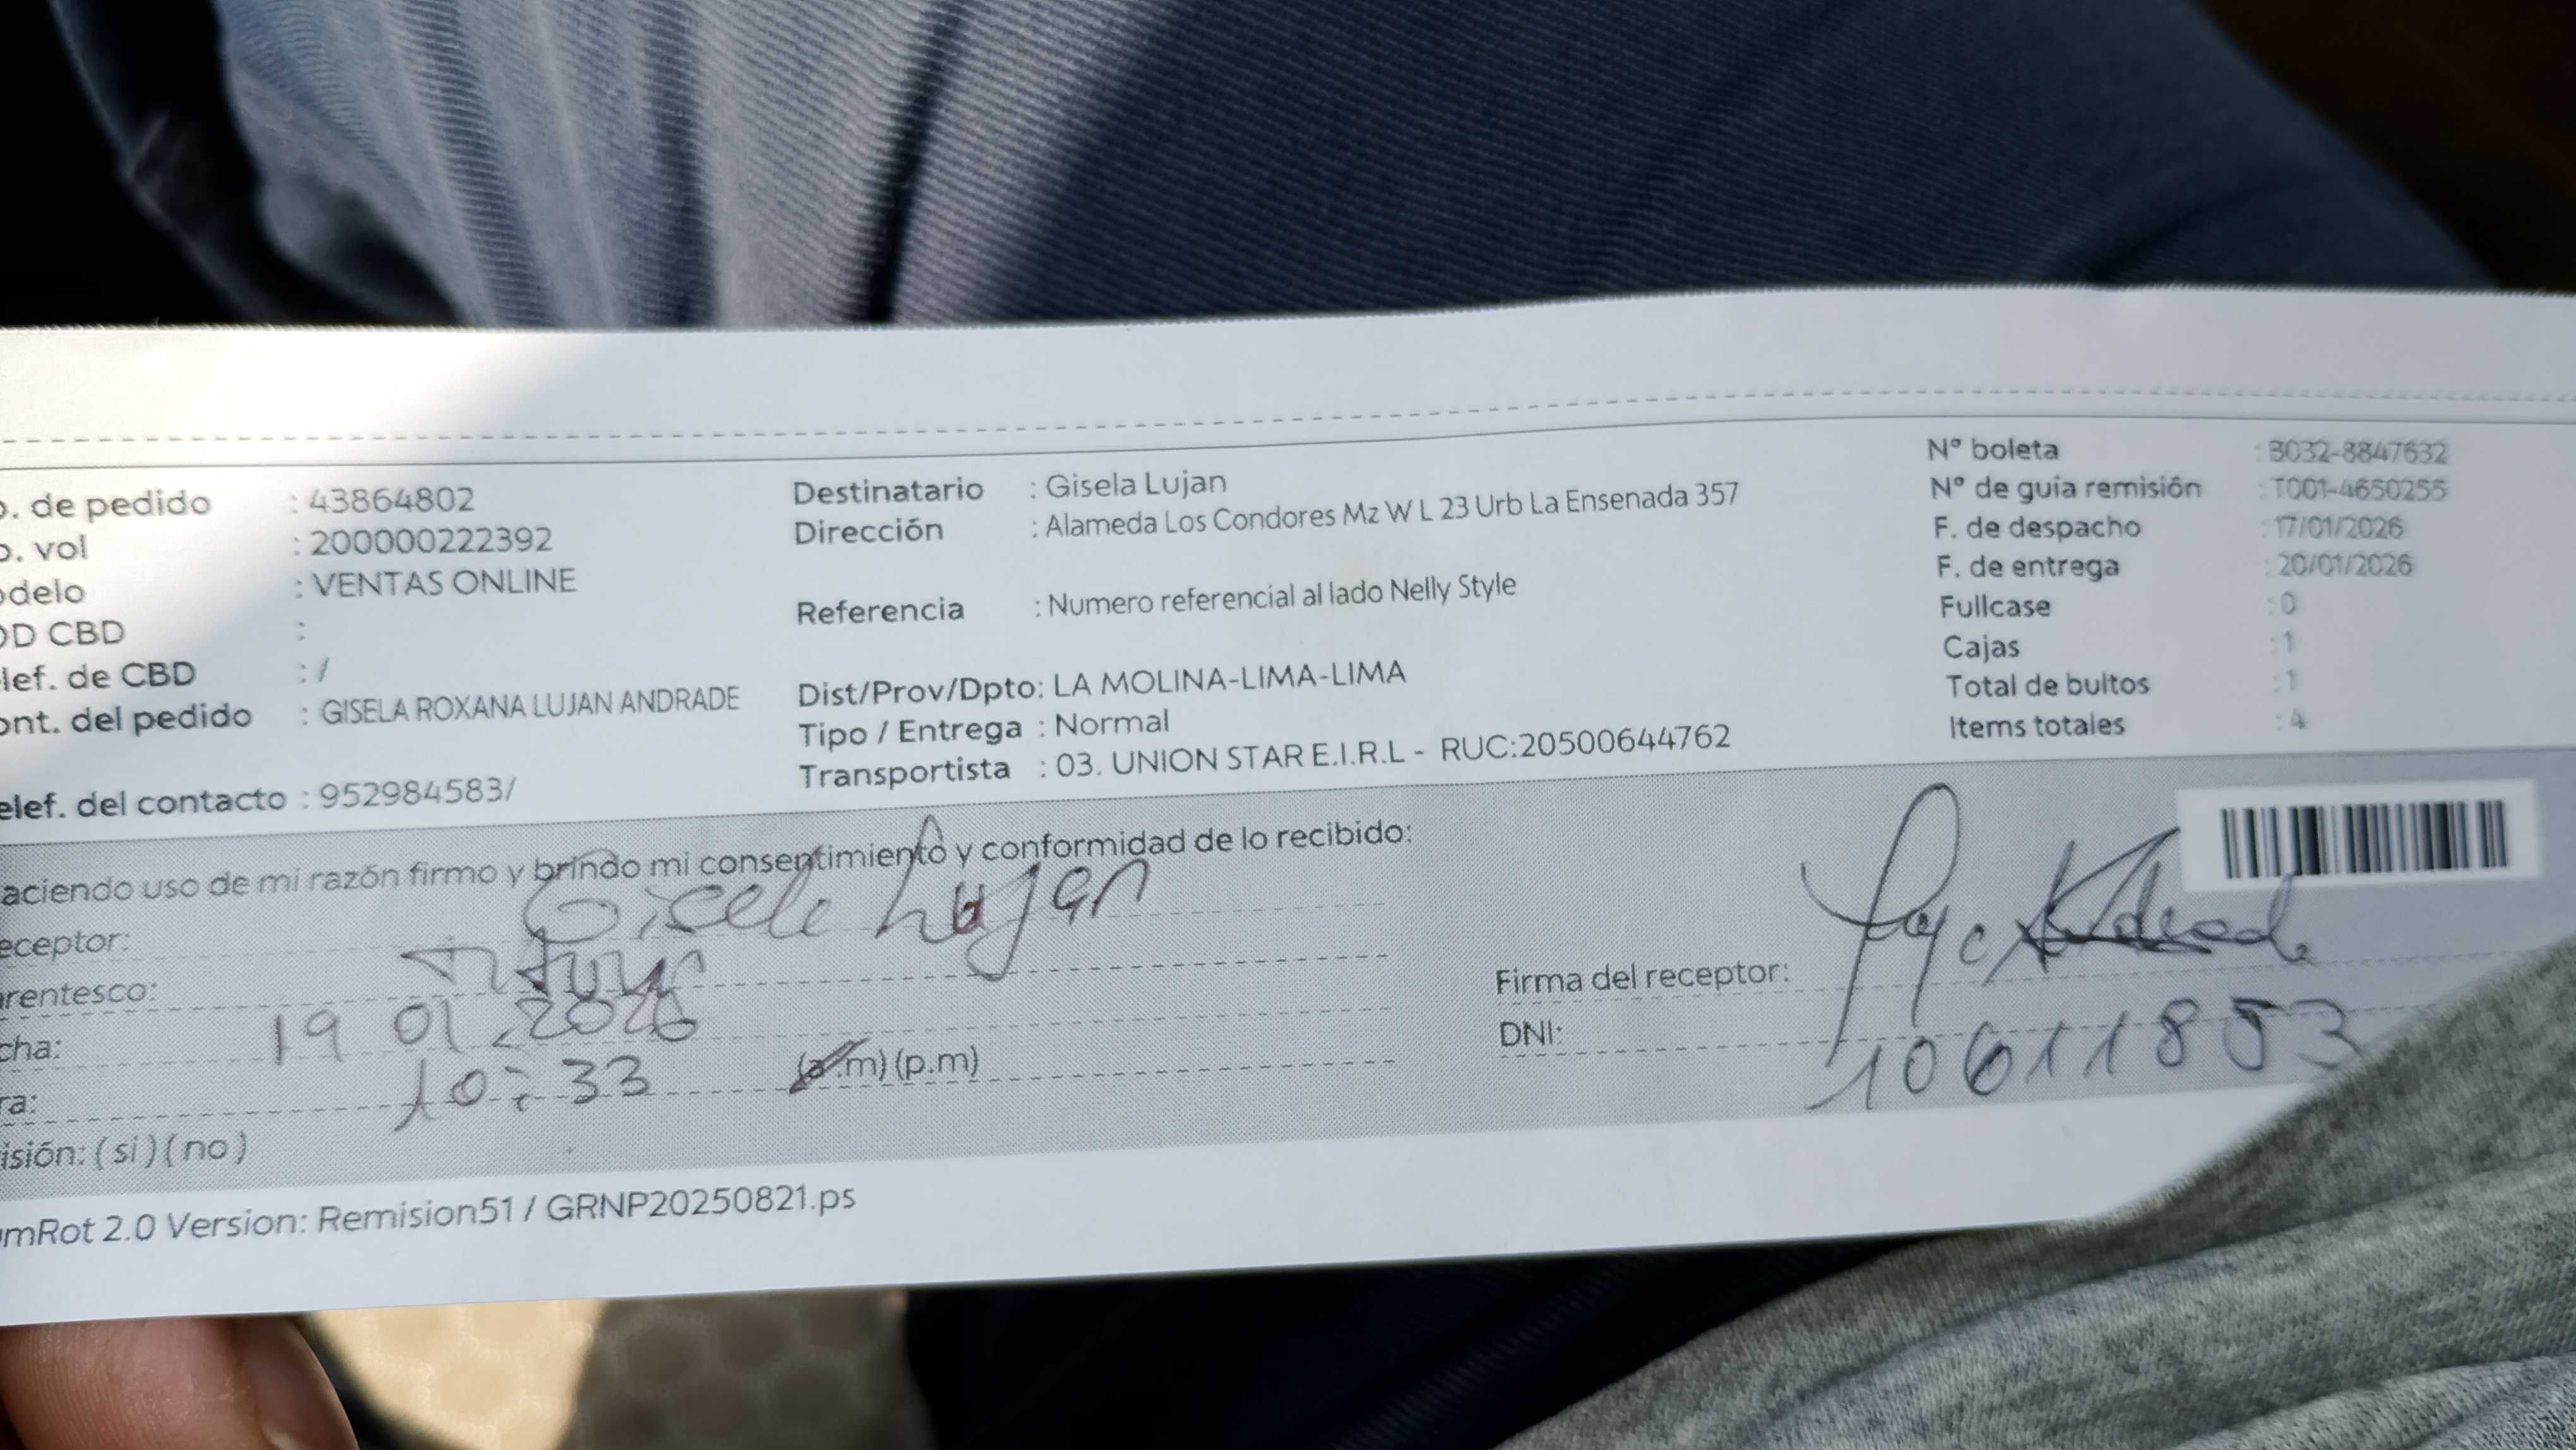 o. de pedido : 43864802
o. vol : 200000222392
odelo : VENTAS ONLINE
OD CBD :
lef. de CBD : /
ont. del pedido : GISELA ROXANA LUJAN ANDRADE
elef. del contacto : 952984583/
Destinatario : Gisela Lujan
Dirección : Alameda Los Condores Mz W L 23 Urb La Ensenada 357
Referencia : Numero referencial al lado Nelly Style
Dist/Prov/Dpto: LA MOLINA-LIMA-LIMA
Tipo / Entrega : Normal
Transportista : 03. UNION STAR E.I.R.L - RUC:20500644762
Nº boleta : B032-8847632
Nº de guía remisión : T001-4650255
F. de despacho : 17/01/2026
F. de entrega : 20/01/2026
Fullcase : 0
Cajas : 1
Total de bultos : 1
Items totales : 4
aciendo uso de mi razón firmo y brindo mi consentimiento y conformidad de lo recibido:
eceptor: Gisela Lujan
rentesco:
cha: 19 01 2026
ra: 10:33 (a.m) (p.m)
isión: ( sí ) ( no )
Firma del receptor:
DNI: 10611853
mRot 2.0 Version: Remision51 / GRNP20250821.ps